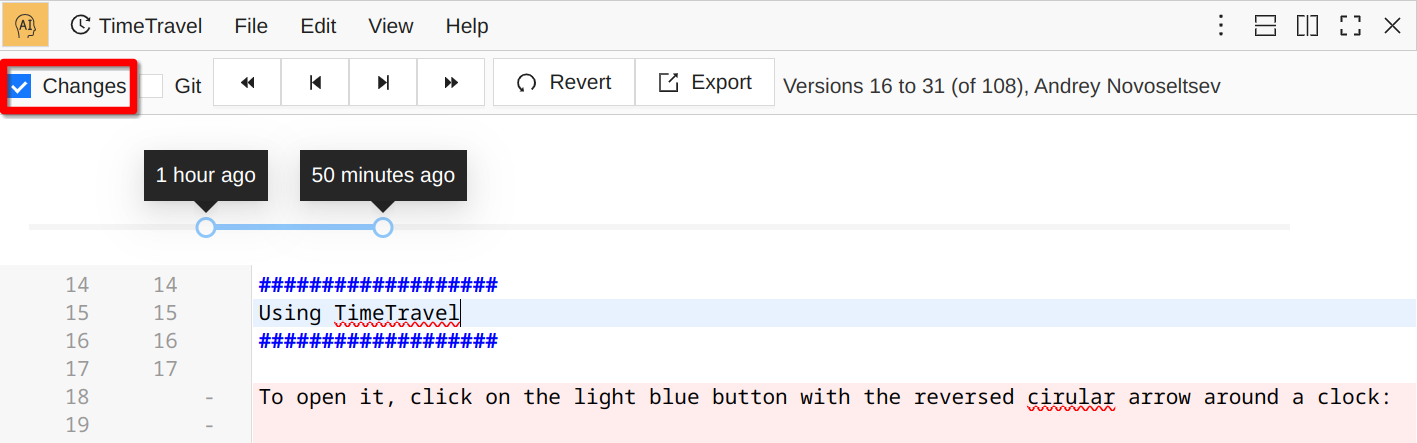 AI TimeTravel File Edit View Help
Changes Git Revert Export Versions 16 to 31 (of 108), Andrey Novoseltsev
1 hour ago 50 minutes ago
14 14 ###################
15 15 Using TimeTravel
16 16 ###################
17 17
18 - To open it, click on the light blue button with the reversed cirular arrow around a clock:
19 -